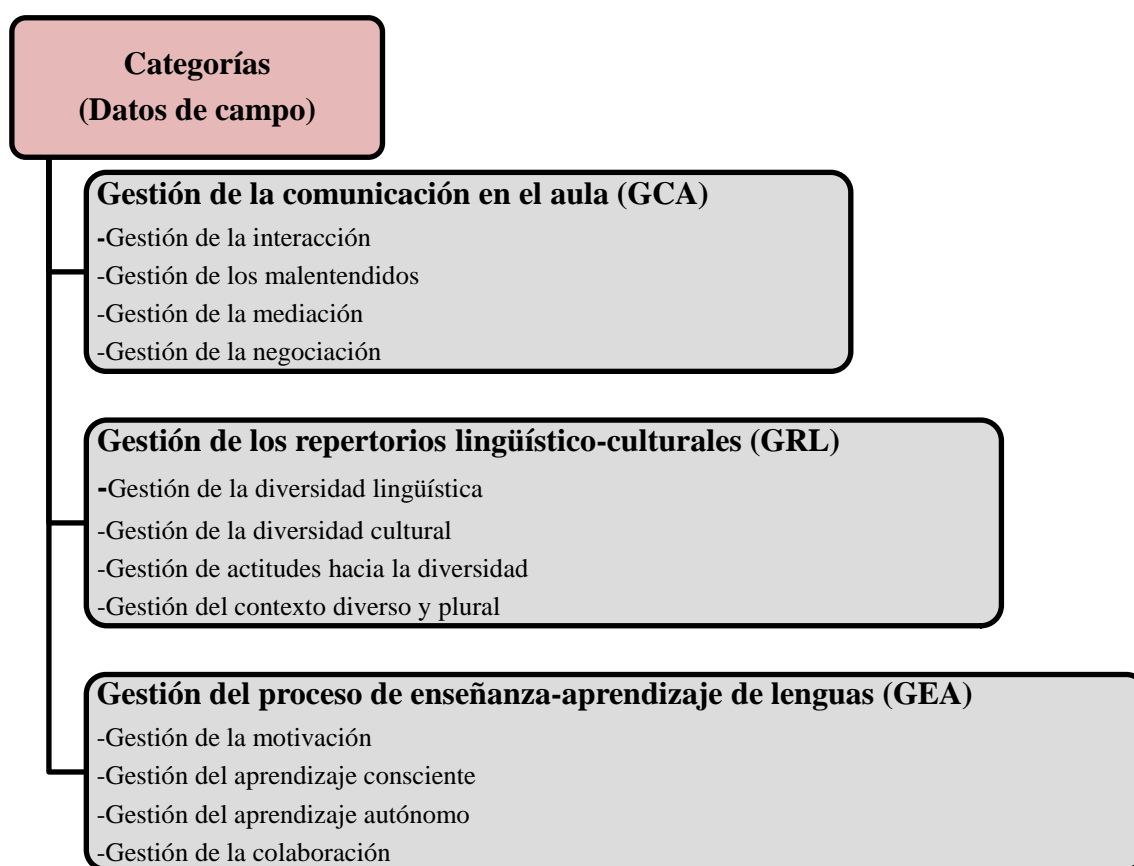 Categorías
(Datos de campo)
Gestión de la comunicación en el aula (GCA)
-Gestión de la interacción
-Gestión de los malentendidos
-Gestión de la mediación
-Gestión de la negociación
Gestión de los repertorios lingüístico-culturales (GRL)
-Gestión de la diversidad lingüística
-Gestión de la diversidad cultural
-Gestión de actitudes hacia la diversidad
-Gestión del contexto diverso y plural
Gestión del proceso de enseñanza-aprendizaje de lenguas (GEA)
-Gestión de la motivación
-Gestión del aprendizaje consciente
-Gestión del aprendizaje autónomo
-Gestión de la colaboración